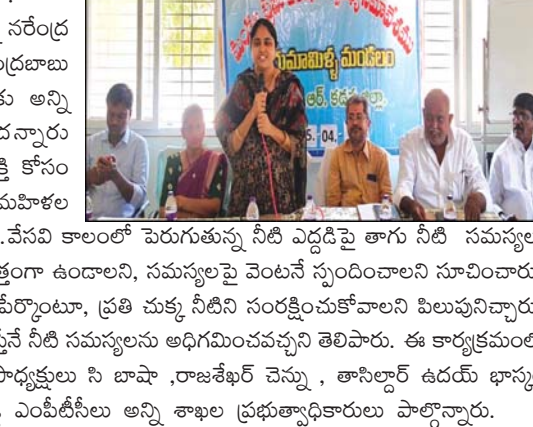 నరేంద్ర
ంద్రబాబు
కు అన్ని
దన్నారు
క్తి కోసం
మహిళల
మండలం
.వేసవి కాలంలో పెరుగుతున్న నీటి ఎద్దడిపై తాగు నీటి సమస్యల
త్తంగా ఉండాలని, సమస్యలపై వెంటనే స్పందించాలని సూచించారు
పేర్కొంటూ, ప్రతి చుక్క నీటిని సంరక్షించుకోవాలని పిలుపునిచ్చారు
్తేనే నీటి సమస్యలను అధిగమించవచ్చని తెలిపారు. ఈ కార్యక్రమంలో
పాధ్యక్షులు సి బాషా ,రాజశేఖర్ చెన్ను , తాసిల్దార్ ఉదయ్ భాస్క
ఎంపీటీసీలు అన్ని శాఖల ప్రభుత్వాధికారులు పాల్గొన్నారు.